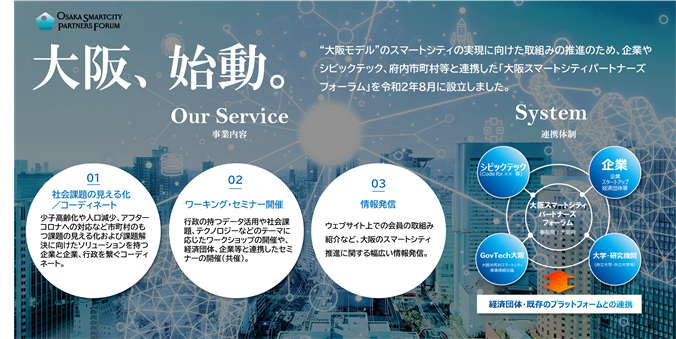 OSAKA SMARTCITY
PARTNERS FORUM
大阪、始動。
“大阪モデル”のスマートシティの実現に向けた取組みの推進のため、企業や
シビックテック、府内市町村等と連携した「大阪スマートシティパートナーズ
フォーラム」を令和2年8月に設立しました。
Our Service
事業内容
System
連携体制
01
社会課題の見える化
／コーディネート
少子高齢化や人口減少、アフター
コロナへの対応など市町村のも
つ課題の見える化および課題解
決に向けたソリューションを持つ
企業と企業、行政を繋ぐコーディ
ネート。
02
ワーキング・セミナー開催
行政の持つデータ活用や社会課
題、テクノロジーなどのテーマに
応じたワークショップの開催や、
経済団体、企業等と連携したセミ
ナーの開催（共催）。
03
情報発信
ウェブサイト上での会員の取組み
紹介など、大阪のスマートシティ
推進に関する幅広い情報発信。
シビックテック
(Code for ×× 等)
企業
企業
スタートアップ
経済団体等
大阪スマートシティ
パートナーズ
フォーラム
GovTech大阪
大阪市町村スマートシティ
推進連絡会議
大学・研究機関
経済団体・既存のプラットフォームとの連携